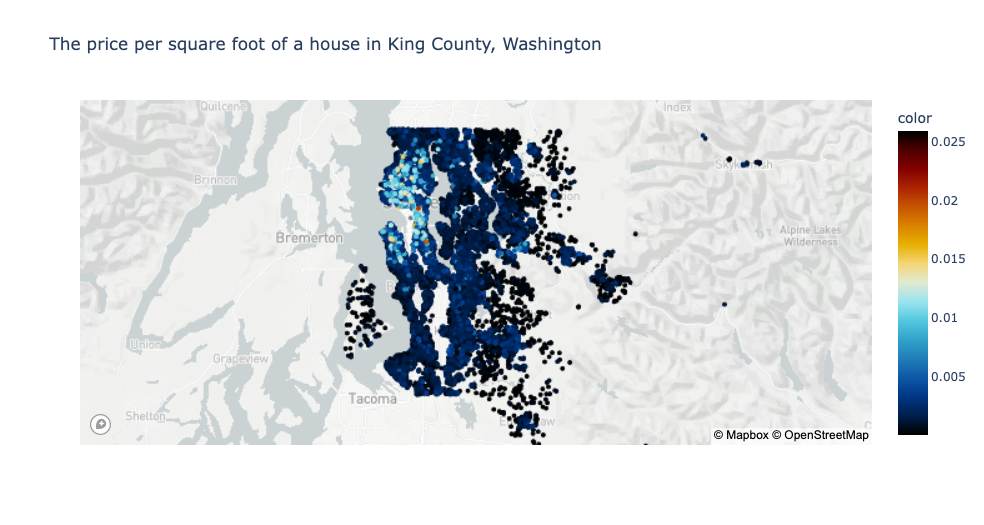 The price per square foot of a house in King County, Washington
Quilcene
Index
color
0.025
Brinnon
0.02
Alpine Lakes
Wilderness
Bremerton
0.015
0.01
Union
Grapeview
0.005
Tacoma
Shelton
© Mapbox © OpenStreetMap